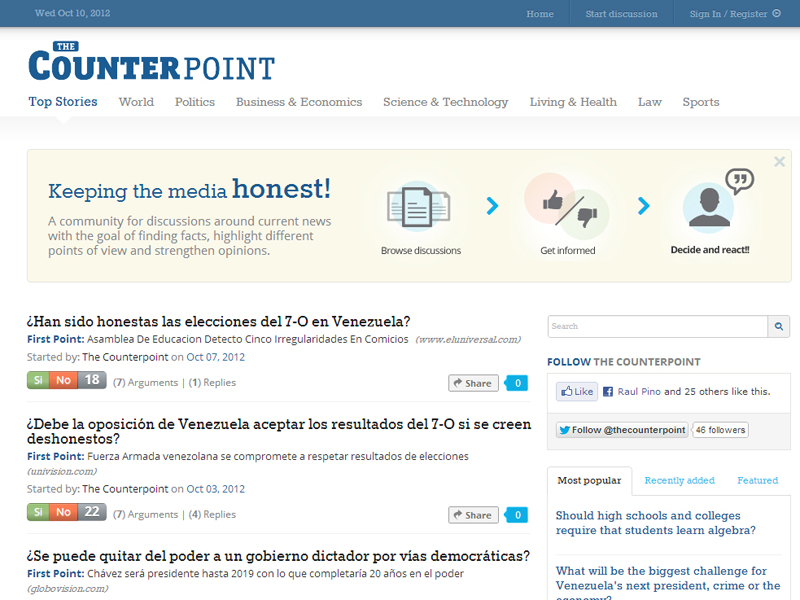 Wed Oct 10, 2012
Home
Start discussion
Sign In / Register
THE
COUNTERPOINT
Top Stories
World
Politics
Business & Economics
Science & Technology
Living & Health
Law
Sports
Keeping the media honest!
A community for discussions around current news
with the goal of finding facts, highlight different
points of view and strengthen opinions.
Browse discussions
Get informed
Decide and react!!
¿Han sido honestas las elecciones del 7-O en Venezuela?
First Point: Asamblea De Educacion Detecto Cinco Irregularidades En Comicios (www.eluniversal.com)
Started by: The Counterpoint on Oct 07, 2012
Si No 18 (7) Arguments | (1) Replies
Share 0
¿Debe la oposición de Venezuela aceptar los resultados del 7-O si se creen
deshonestos?
First Point: Fuerza Armada venezolana se compromete a respetar resultados de elecciones
(univision.com)
Started by: The Counterpoint on Oct 03, 2012
Si No 22 (7) Arguments | (4) Replies
Share 0
¿Se puede quitar del poder a un gobierno dictador por vías democráticas?
First Point: Chávez será presidente hasta 2019 con lo que completaría 20 años en el poder
(globovision.com)
Search
FOLLOW THE COUNTERPOINT
Like Raul Pino and 25 others like this.
Follow @thecounterpoint 46 followers
Most popular
Recently added
Featured
Should high schools and colleges
require that students learn algebra?
What will be the biggest challenge for
Venezuela's next president, crime or the
economy?